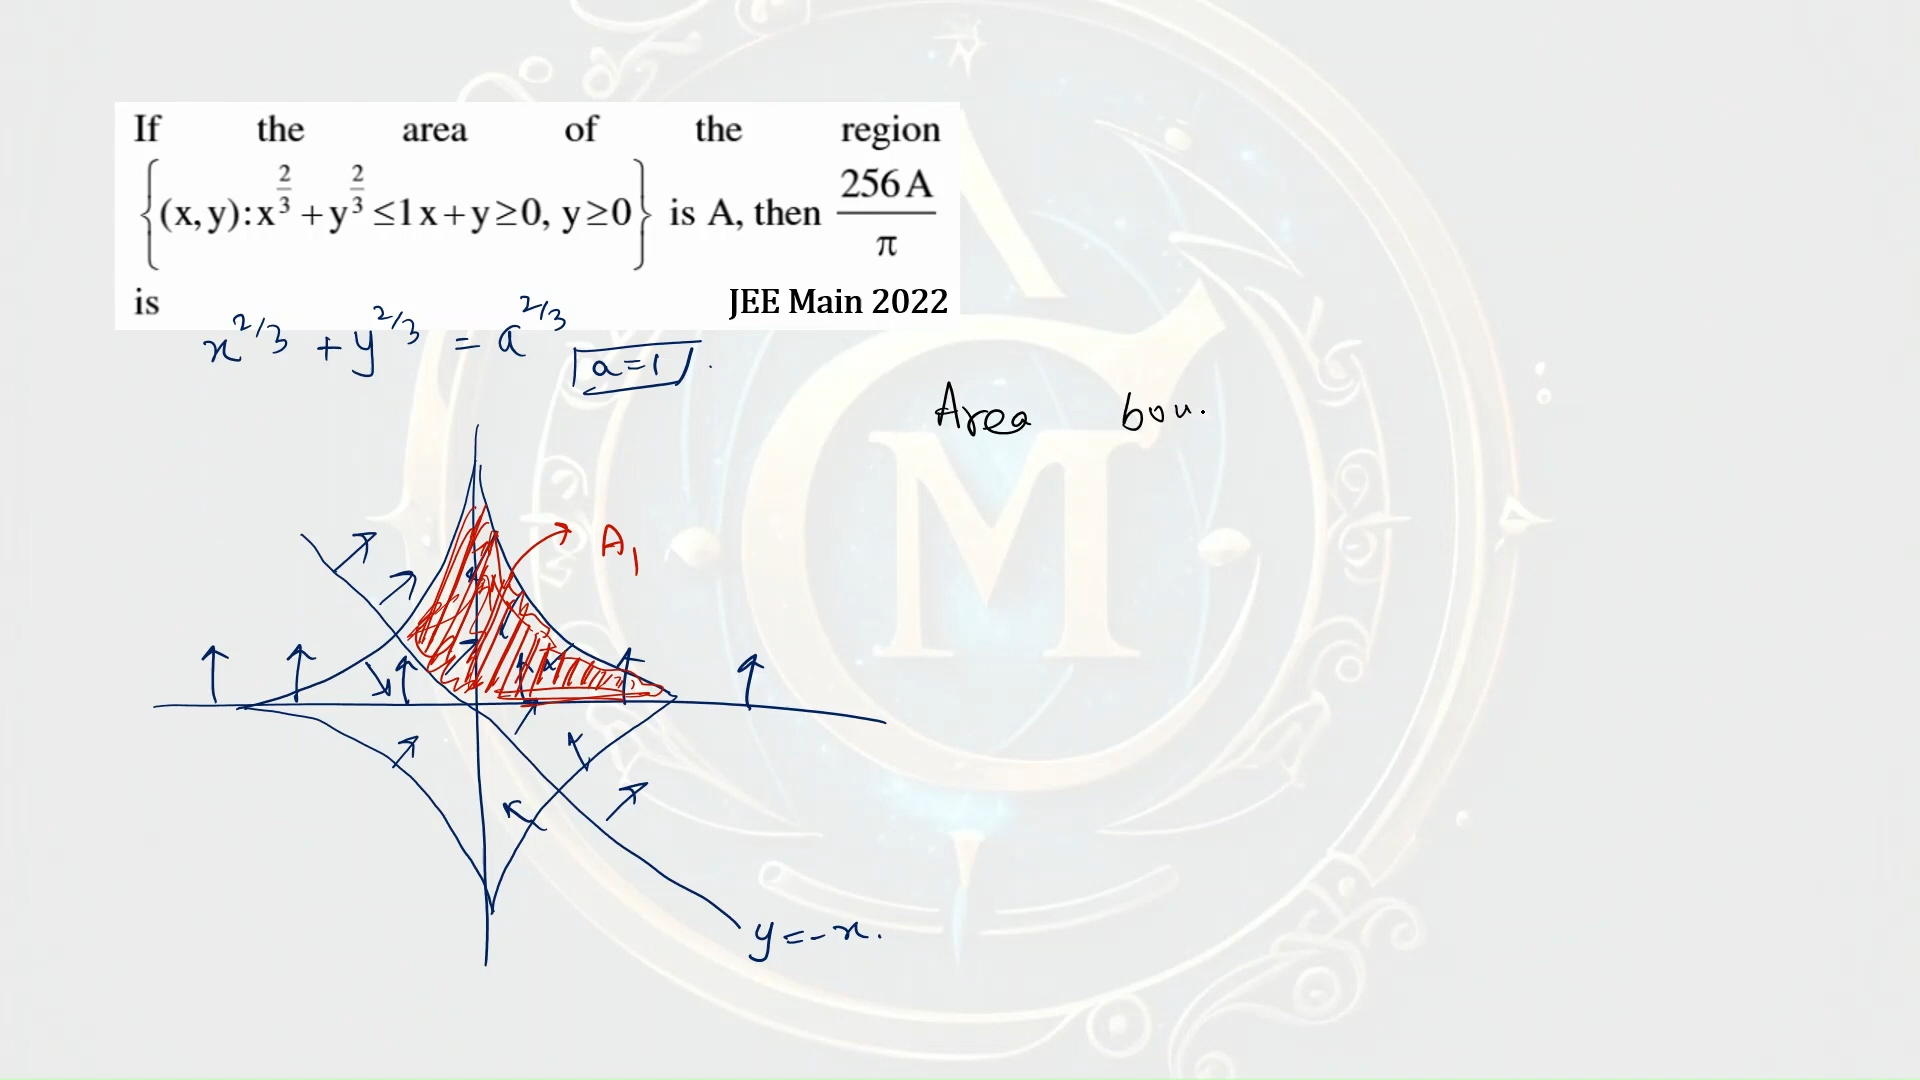 If the area of the region
{(x,y):x^{2/3}+y^{2/3}≤1x+y≥0, y≥0} is A, then 256A/π
is
JEE Main 2022
x^{2/3} + y^{2/3} = a^{2/3}
a=1
Area bou.
A₁
y=-x.
M